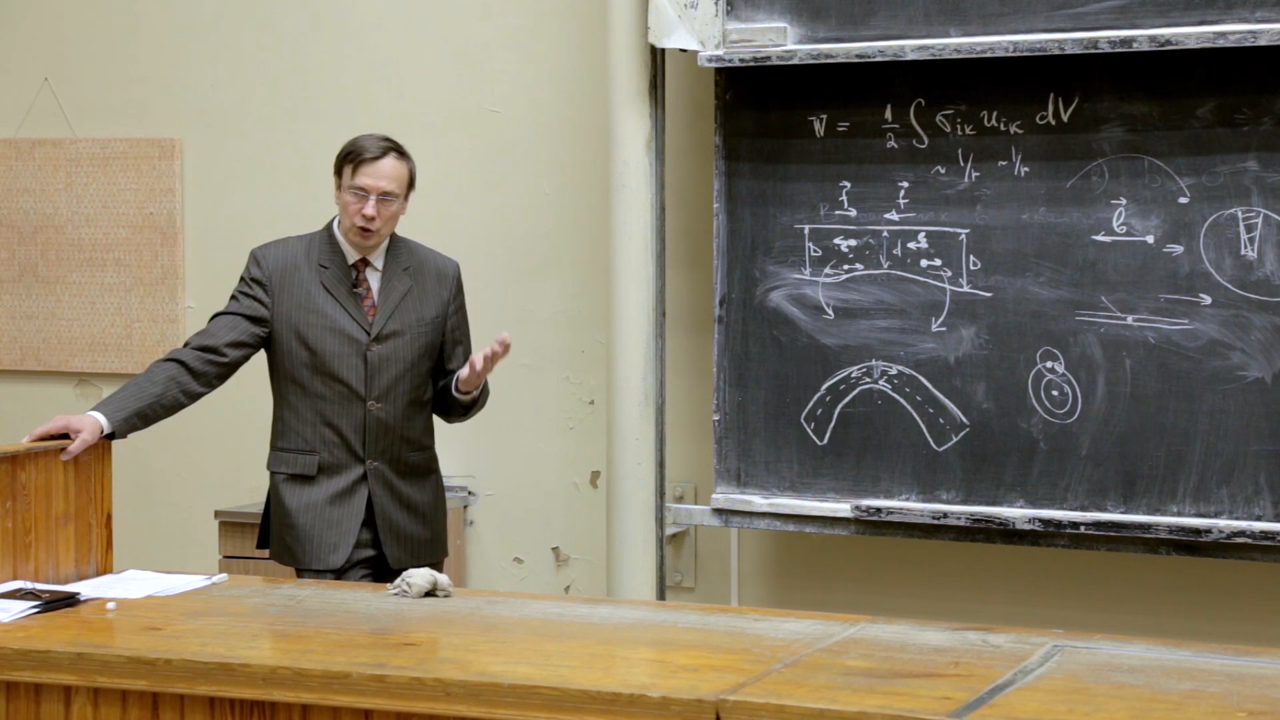 W = 1/2 ∫ σik uik dV
~ 1/r ~ 1/r
f⃗ f⃗
b⃗
D d D